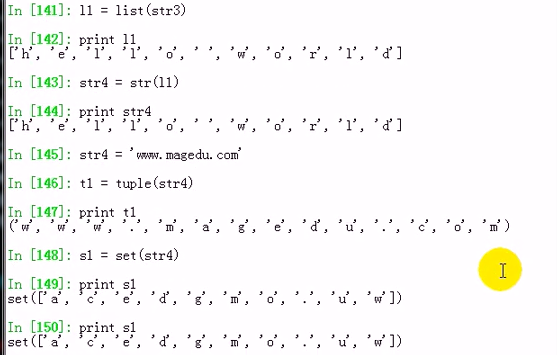 In [141]: l1 = list(str3)
In [142]: print l1
['h', 'e', 'l', 'l', 'o', ' ', 'w', 'o', 'r', 'l', 'd']
In [143]: str4 = str(l1)
In [144]: print str4
['h', 'e', 'l', 'l', 'o', ' ', 'w', 'o', 'r', 'l', 'd']
In [145]: str4 = 'www.magedu.com'
In [146]: t1 = tuple(str4)
In [147]: print t1
('w', 'w', 'w', '.', 'm', 'a', 'g', 'e', 'd', 'u', '.', 'c', 'o', 'm')
In [148]: s1 = set(str4)
In [149]: print s1
set(['a', 'c', 'e', 'd', 'g', 'm', 'o', '.', 'u', 'w'])
In [150]: print s1
set(['a', 'c', 'e', 'd', 'g', 'm', 'o', '.', 'u', 'w'])